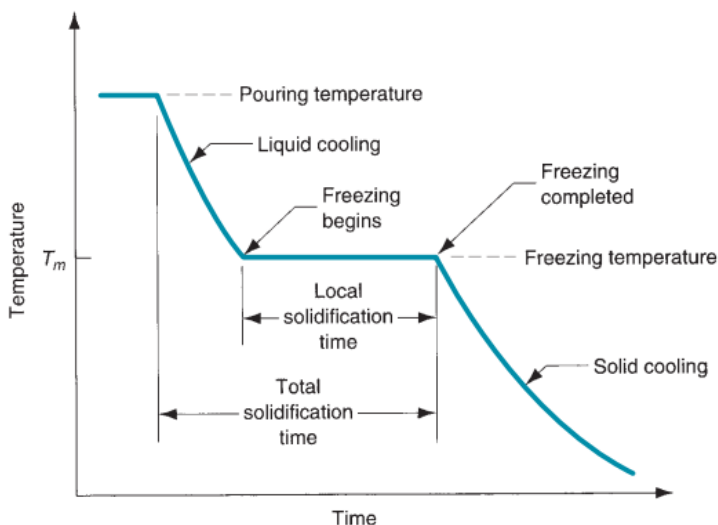 Pouring temperature
Liquid cooling
Freezing
begins
Freezing
completed
Temperature
Tm
Freezing temperature
Local
solidification
time
Solid cooling
Total
solidification
time
Time